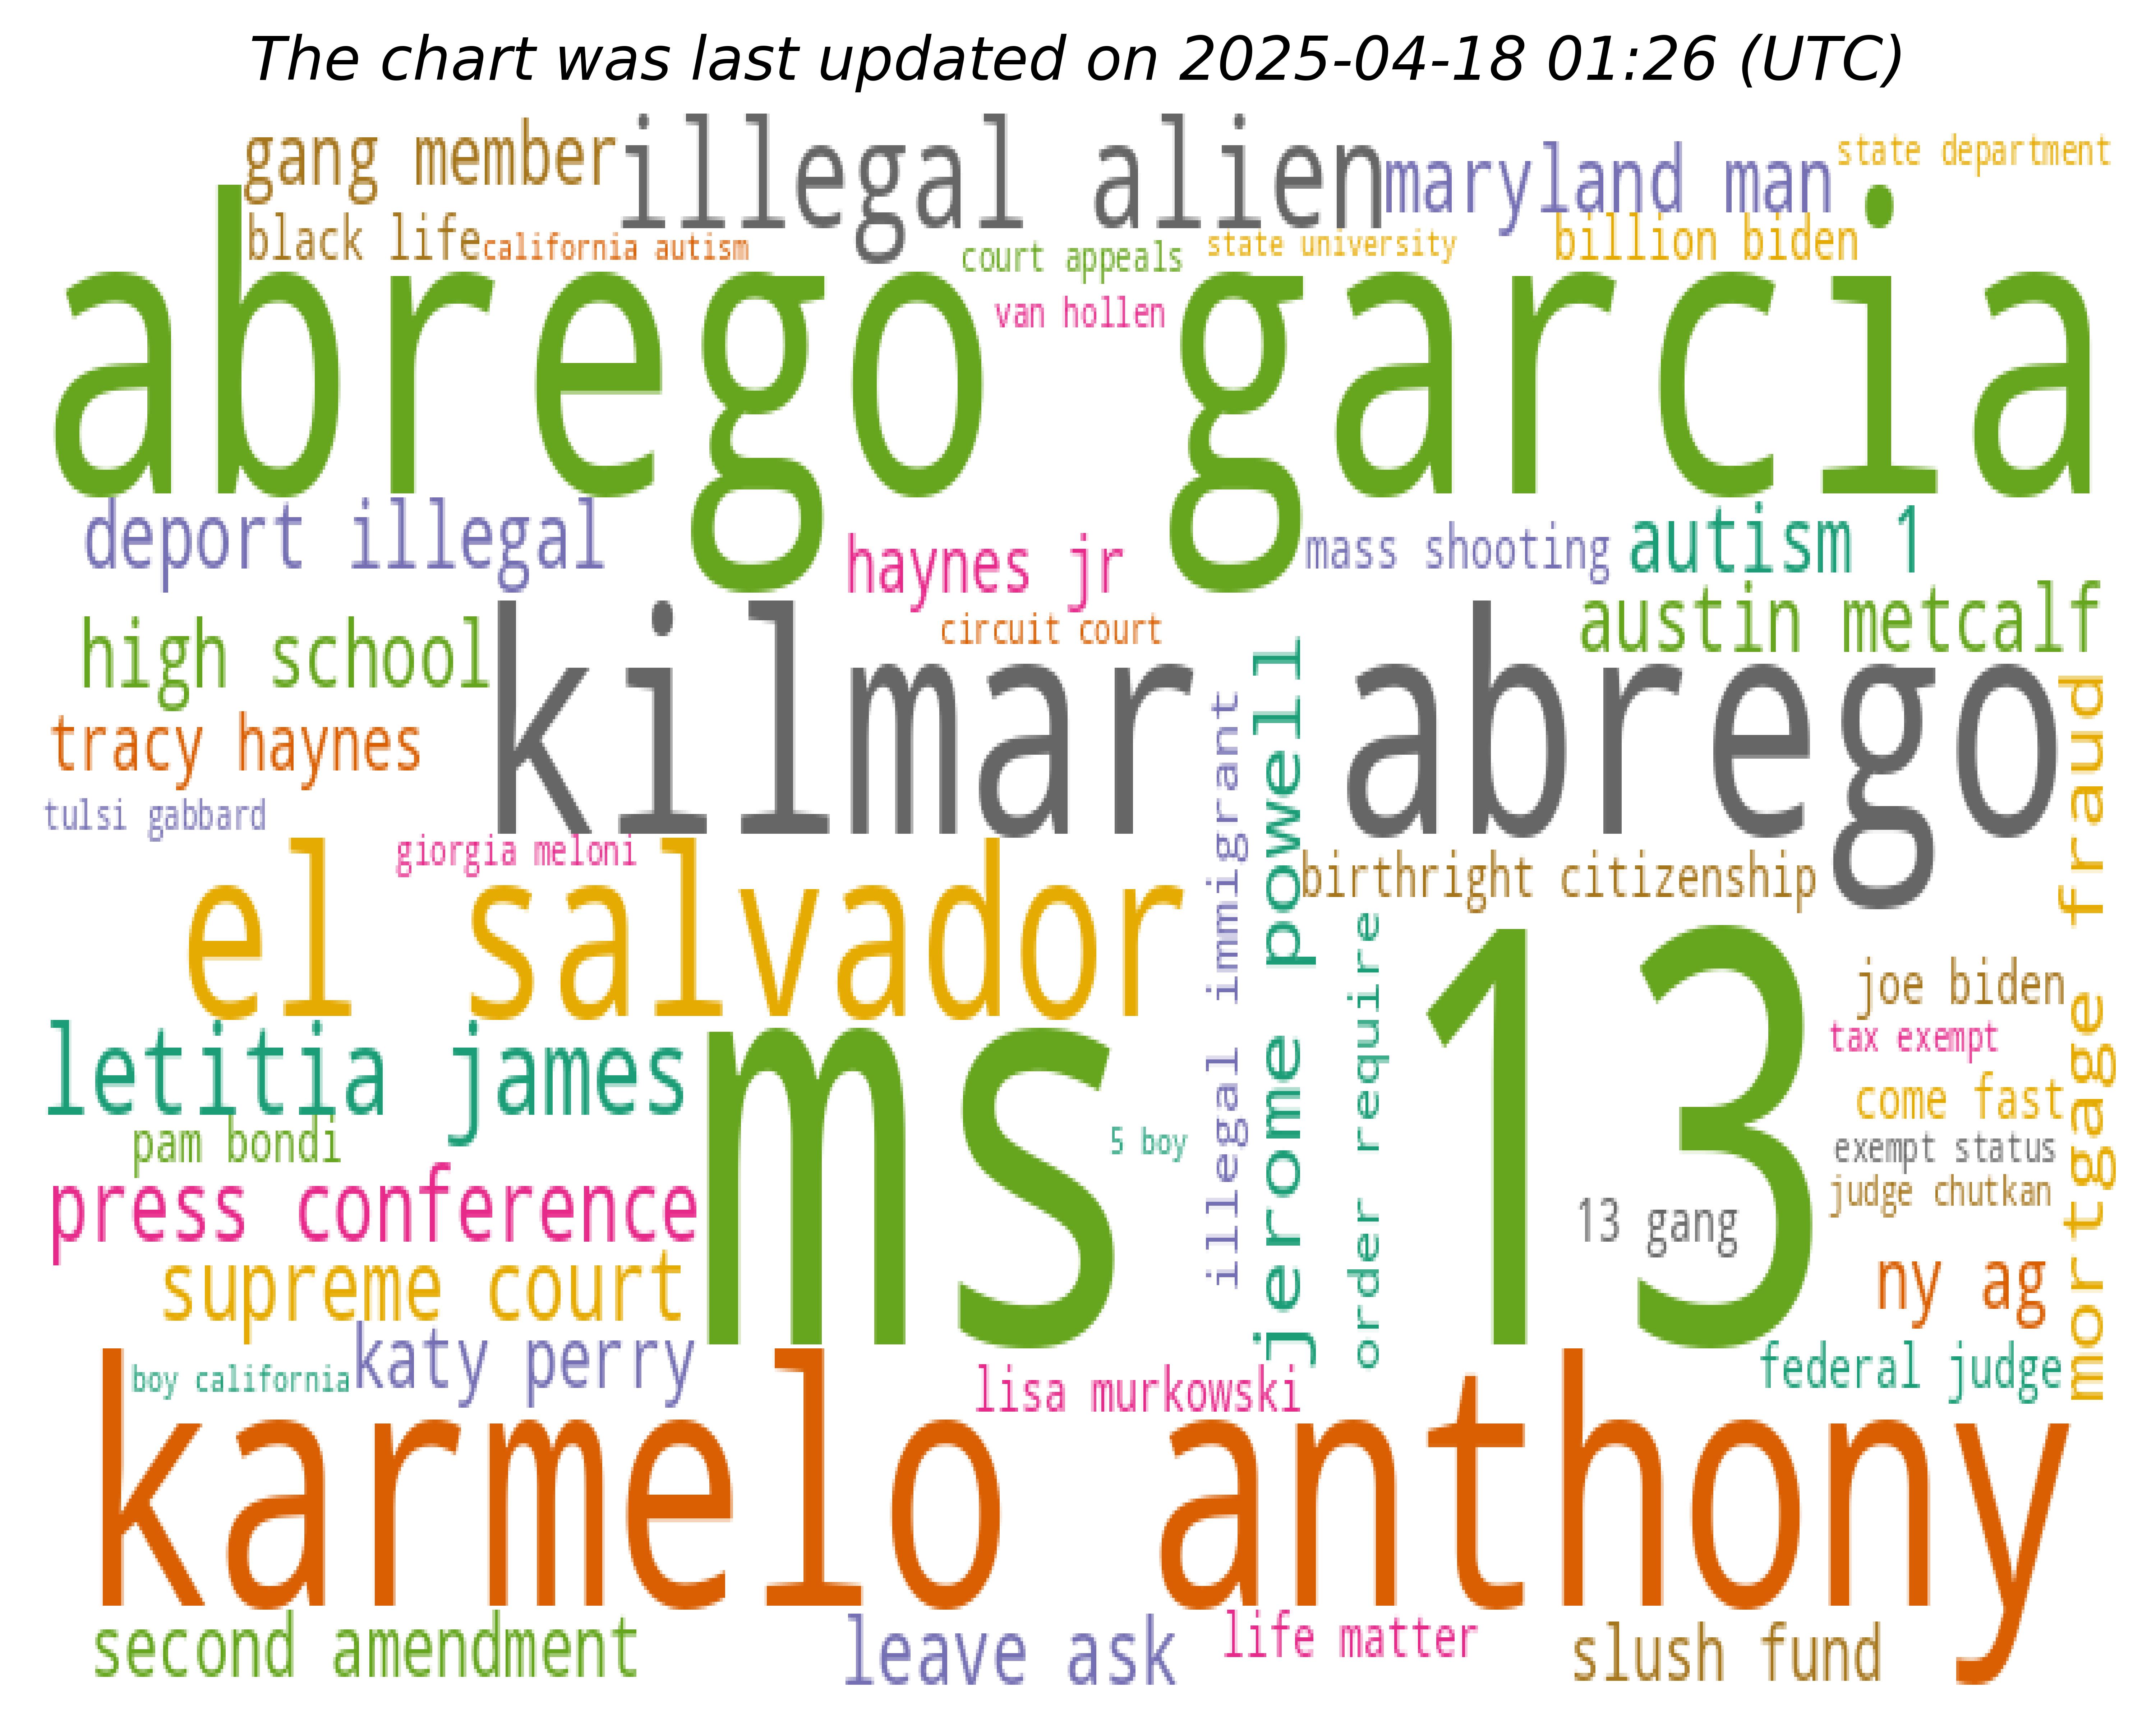 The chart was last updated on 2025-04-18 01:26 (UTC)
gang member
illegal alien
maryland man
state department
black life
california autism
court appeals
state university
billion biden
abrego garcia
van hollen
deport illegal
haynes jr
mass shooting
autism 1
high school
kilmar abrego
circuit court
austin metcalf
tracy haynes
tulsi gabbard
giorgia meloni
illegal immigrant
jerome powell
birthright citizenship
mortgage fraud
el salvador
order require
joe biden
letitia james
ms 13
tax exempt
come fast
pam bondi
5 boy
exempt status
judge chutkan
press conference
13 gang
supreme court
ny ag
katy perry
boy california
lisa murkowski
federal judge
karmelo anthony
second amendment
leave ask
life matter
slush fund